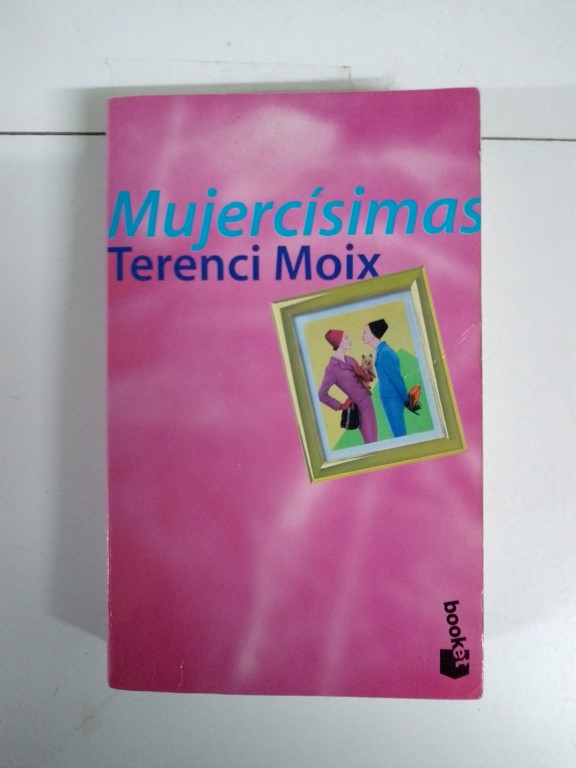 Mujercísimas
Terenci Moix
booket